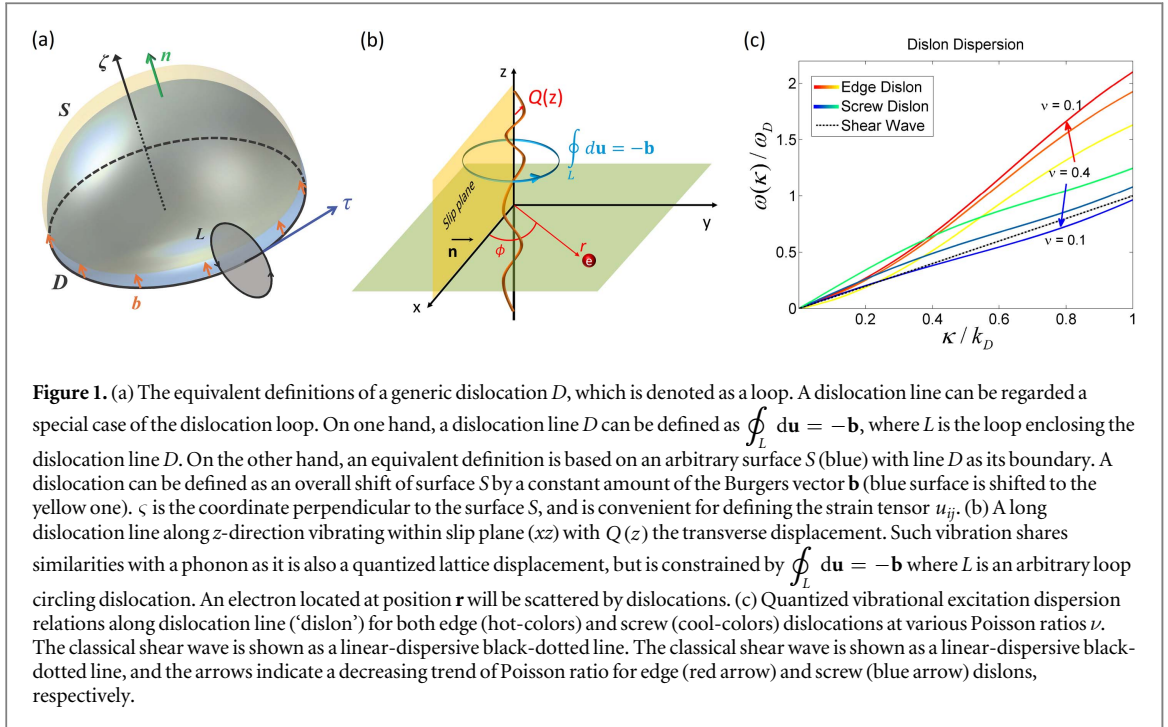 (a)
(b)
(c)
ζ
n
S
L
τ
D
b
z
Q(z)
∮ du = −b
L
Slip plane
y
n
ϕ
r
e
x
Dislon Dispersion
Edge Dislon
Screw Dislon
Shear Wave
ν = 0.1
ν = 0.4
ν = 0.1
ω(κ) / ω_D
2
1.5
1
0.5
0
0.2
0.4
0.6
0.8
1
κ / k_D
Figure 1. (a) The equivalent definitions of a generic dislocation D, which is denoted as a loop. A dislocation line can be regarded a
special case of the dislocation loop. On one hand, a dislocation line D can be defined as ∮_L du = −b, where L is the loop enclosing the
dislocation line D. On the other hand, an equivalent definition is based on an arbitrary surface S (blue) with line D as its boundary. A
dislocation can be defined as an overall shift of surface S by a constant amount of the Burgers vector b (blue surface is shifted to the
yellow one). ς is the coordinate perpendicular to the surface S, and is convenient for defining the strain tensor u_ij. (b) A long
dislocation line along z-direction vibrating within slip plane (xz) with Q(z) the transverse displacement. Such vibration shares
similarities with a phonon as it is also a quantized lattice displacement, but is constrained by ∮_L du = −b where L is an arbitrary loop
circling dislocation. An electron located at position r will be scattered by dislocations. (c) Quantized vibrational excitation dispersion
relations along dislocation line (‘dislon’) for both edge (hot-colors) and screw (cool-colors) dislocations at various Poisson ratios ν.
The classical shear wave is shown as a linear-dispersive black-dotted line. The classical shear wave is shown as a linear-dispersive black-
dotted line, and the arrows indicate a decreasing trend of Poisson ratio for edge (red arrow) and screw (blue arrow) dislons,
respectively.